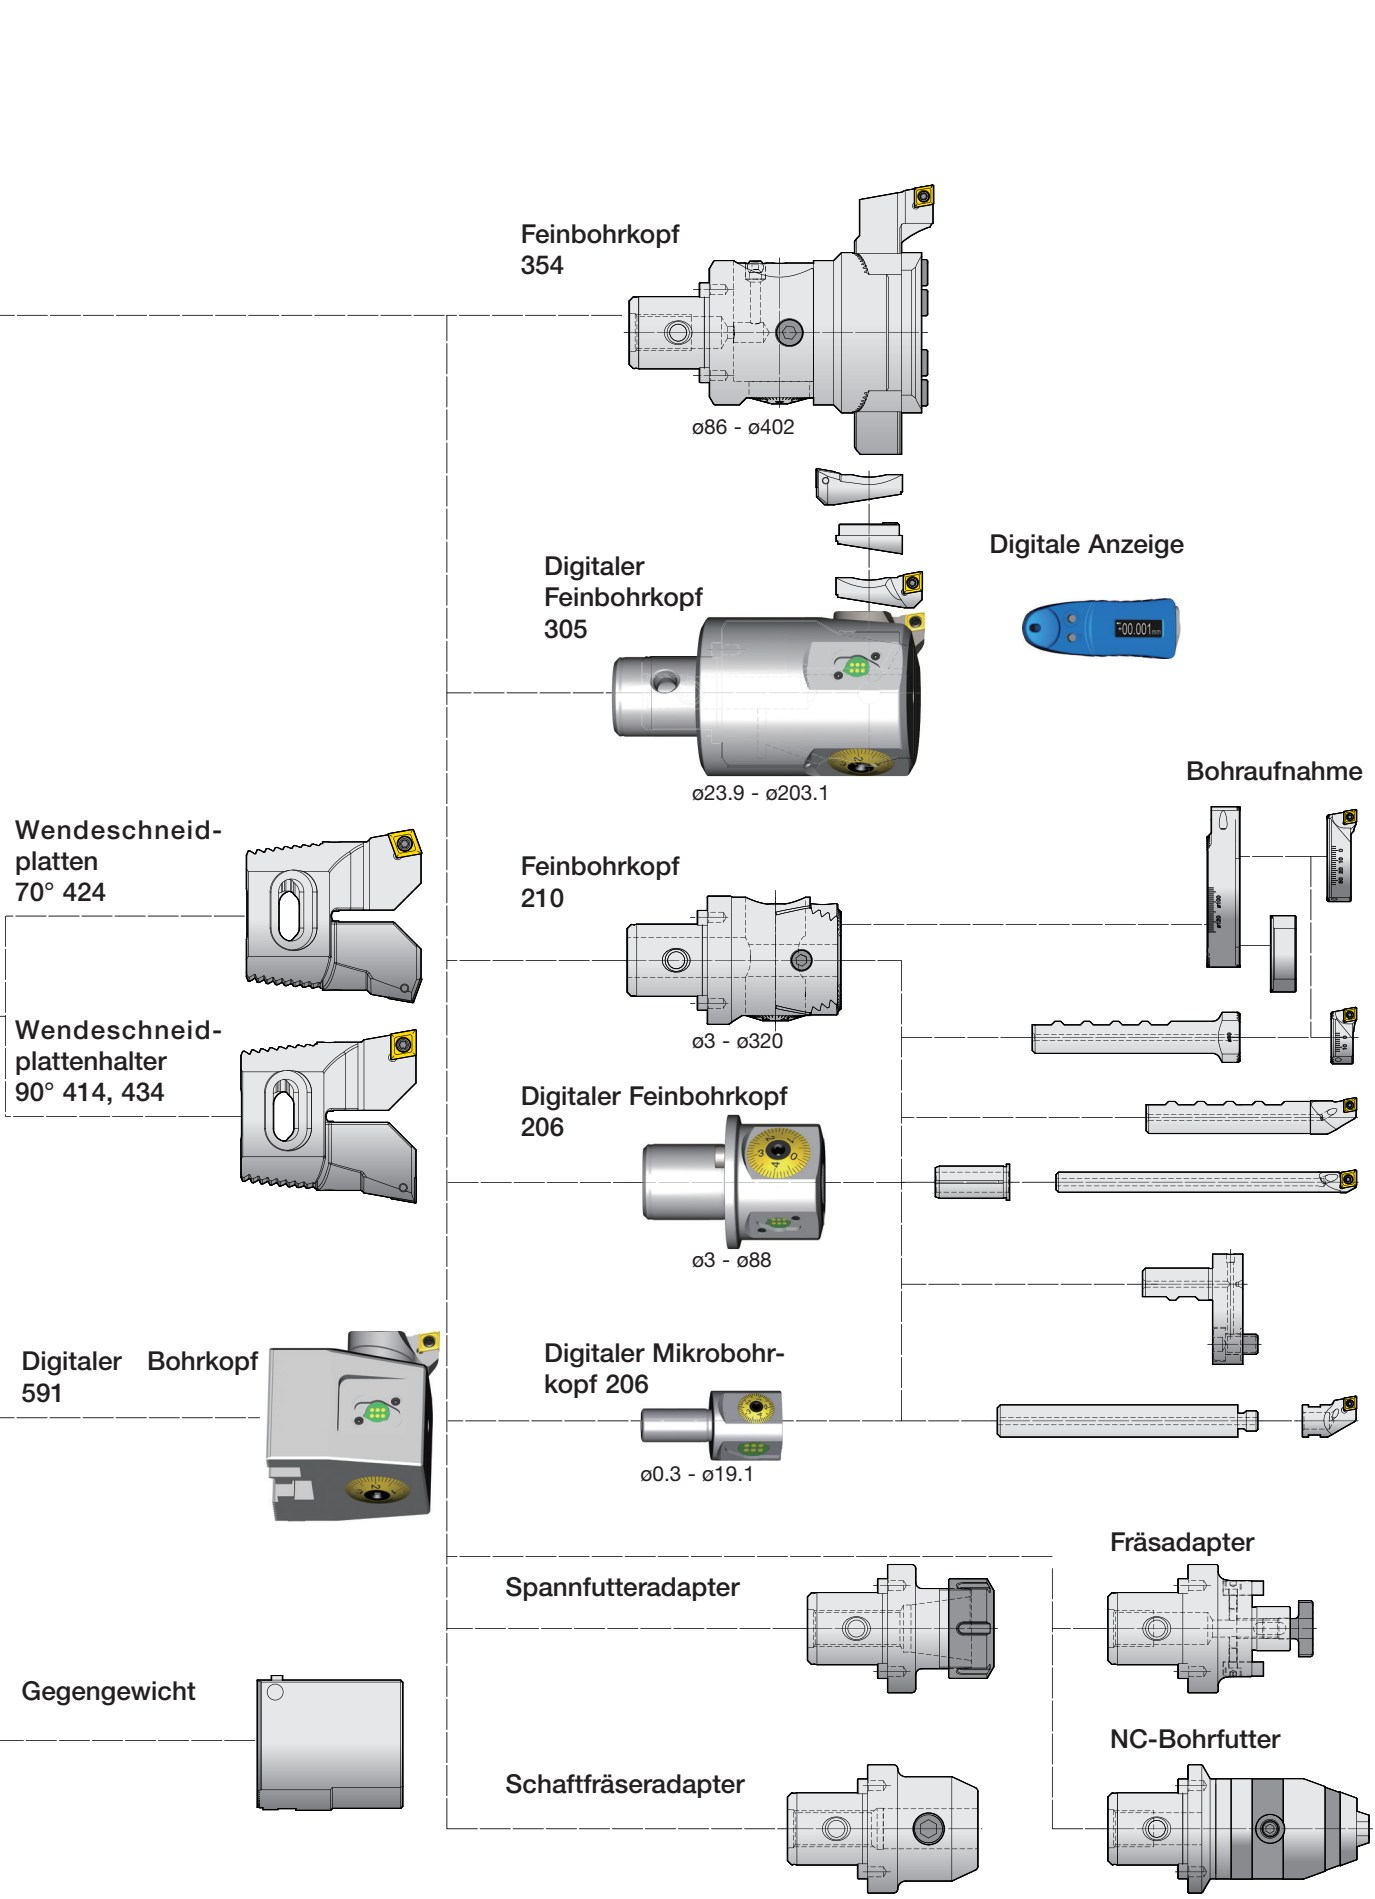 Feinbohrkopf
354
ø86 - ø402
Digitale Anzeige
00.001mm
Digitaler
Feinbohrkopf
305
ø23.9 - ø203.1
Bohraufnahme
Wendeschneid-
platten
70° 424
Feinbohrkopf
210
ø3 - ø320
Wendeschneid-
plattenhalter
90° 414, 434
Digitaler Feinbohrkopf
206
ø3 - ø88
Digitaler Bohrkopf
591
Digitaler Mikrobohr-
kopf 206
ø0.3 - ø19.1
Fräsadapter
Spannfutteradapter
Gegengewicht
NC-Bohrfutter
Schaftfräseradapter